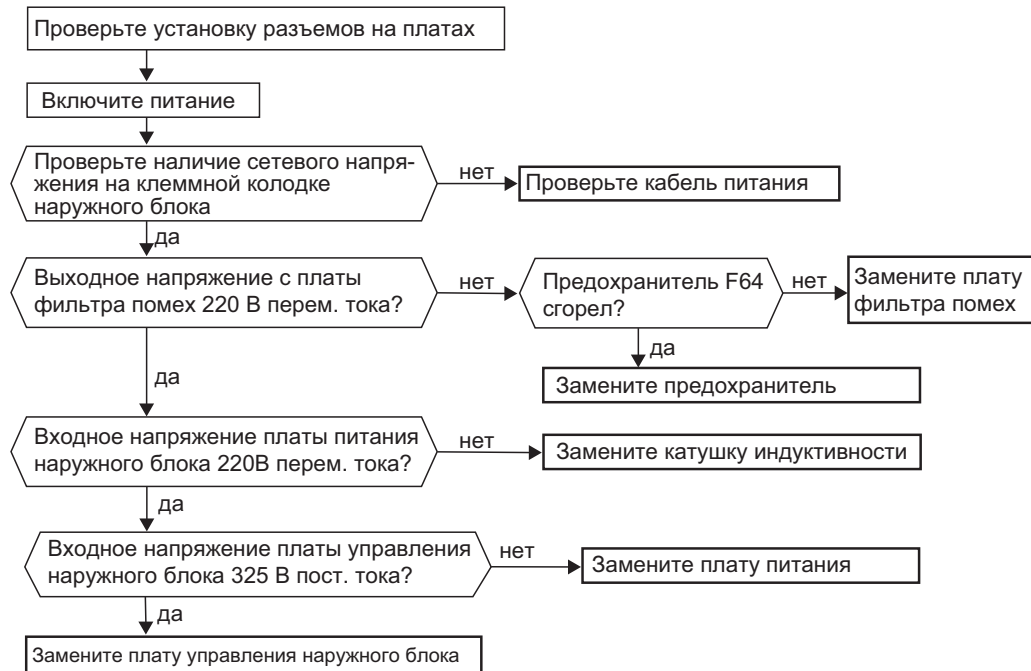 Проверьте установку разъемов на платах
Включите питание
Проверьте наличие сетевого напря-
жения на клеммной колодке
наружного блока
нет
Проверьте кабель питания
да
Выходное напряжение с платы
фильтра помех 220 В перем. тока?
нет
Предохранитель F64
сгорел?
нет
Замените плату
фильтра помех
да
Замените предохранитель
да
Входное напряжение платы питания
наружного блока 220В перем. тока?
нет
Замените катушку индуктивности
да
Входное напряжение платы управления
наружного блока 325 В пост. тока?
нет
Замените плату питания
да
Замените плату управления наружного блока